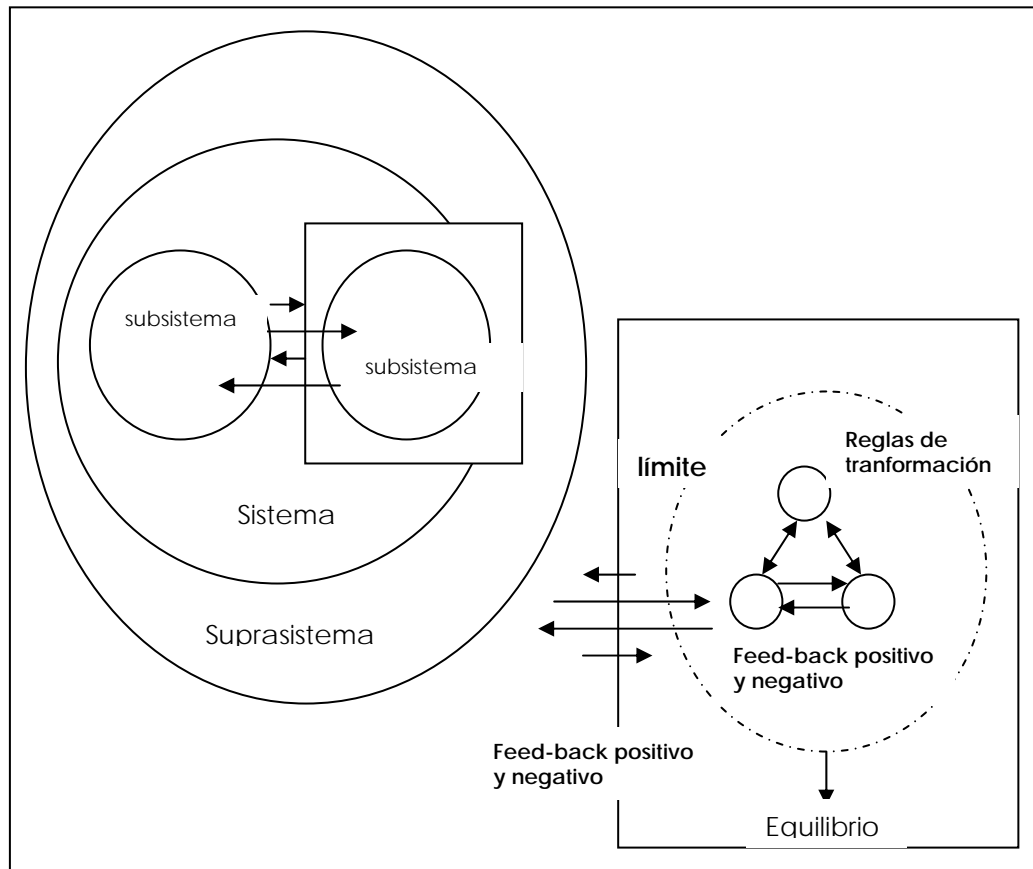 subsistema
subsistema
Sistema
Suprasistema
límite
Reglas de
tranformación
Feed-back positivo
y negativo
Feed-back positivo
y negativo
Equilibrio